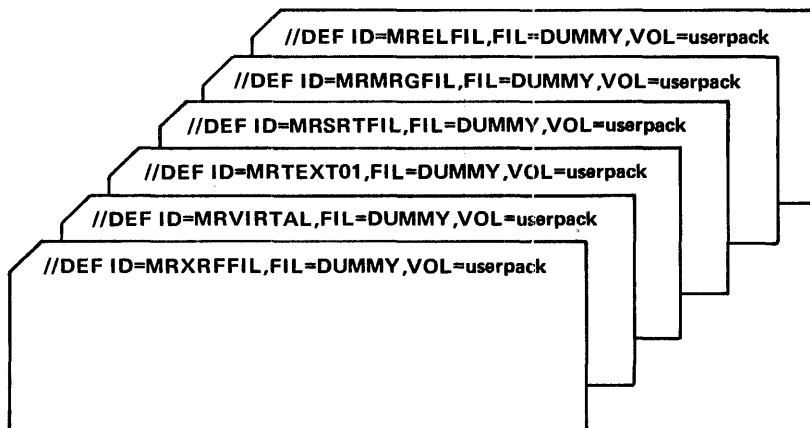 //DEF ID=MRELFIL,FIL=DUMMY,VOL=userpack
//DEF ID=MRMRGFIL,FIL=DUMMY,VOL=userpack
//DEF ID=MRSRTFIL,FIL=DUMMY,VOL=userpack
//DEF ID=MRTEXT01,FIL=DUMMY,VOL=userpack
//DEF ID=MRVIRTAL,FIL=DUMMY,VOL=userpack
//DEF ID=MRXRFFIL,FIL=DUMMY,VOL=userpack